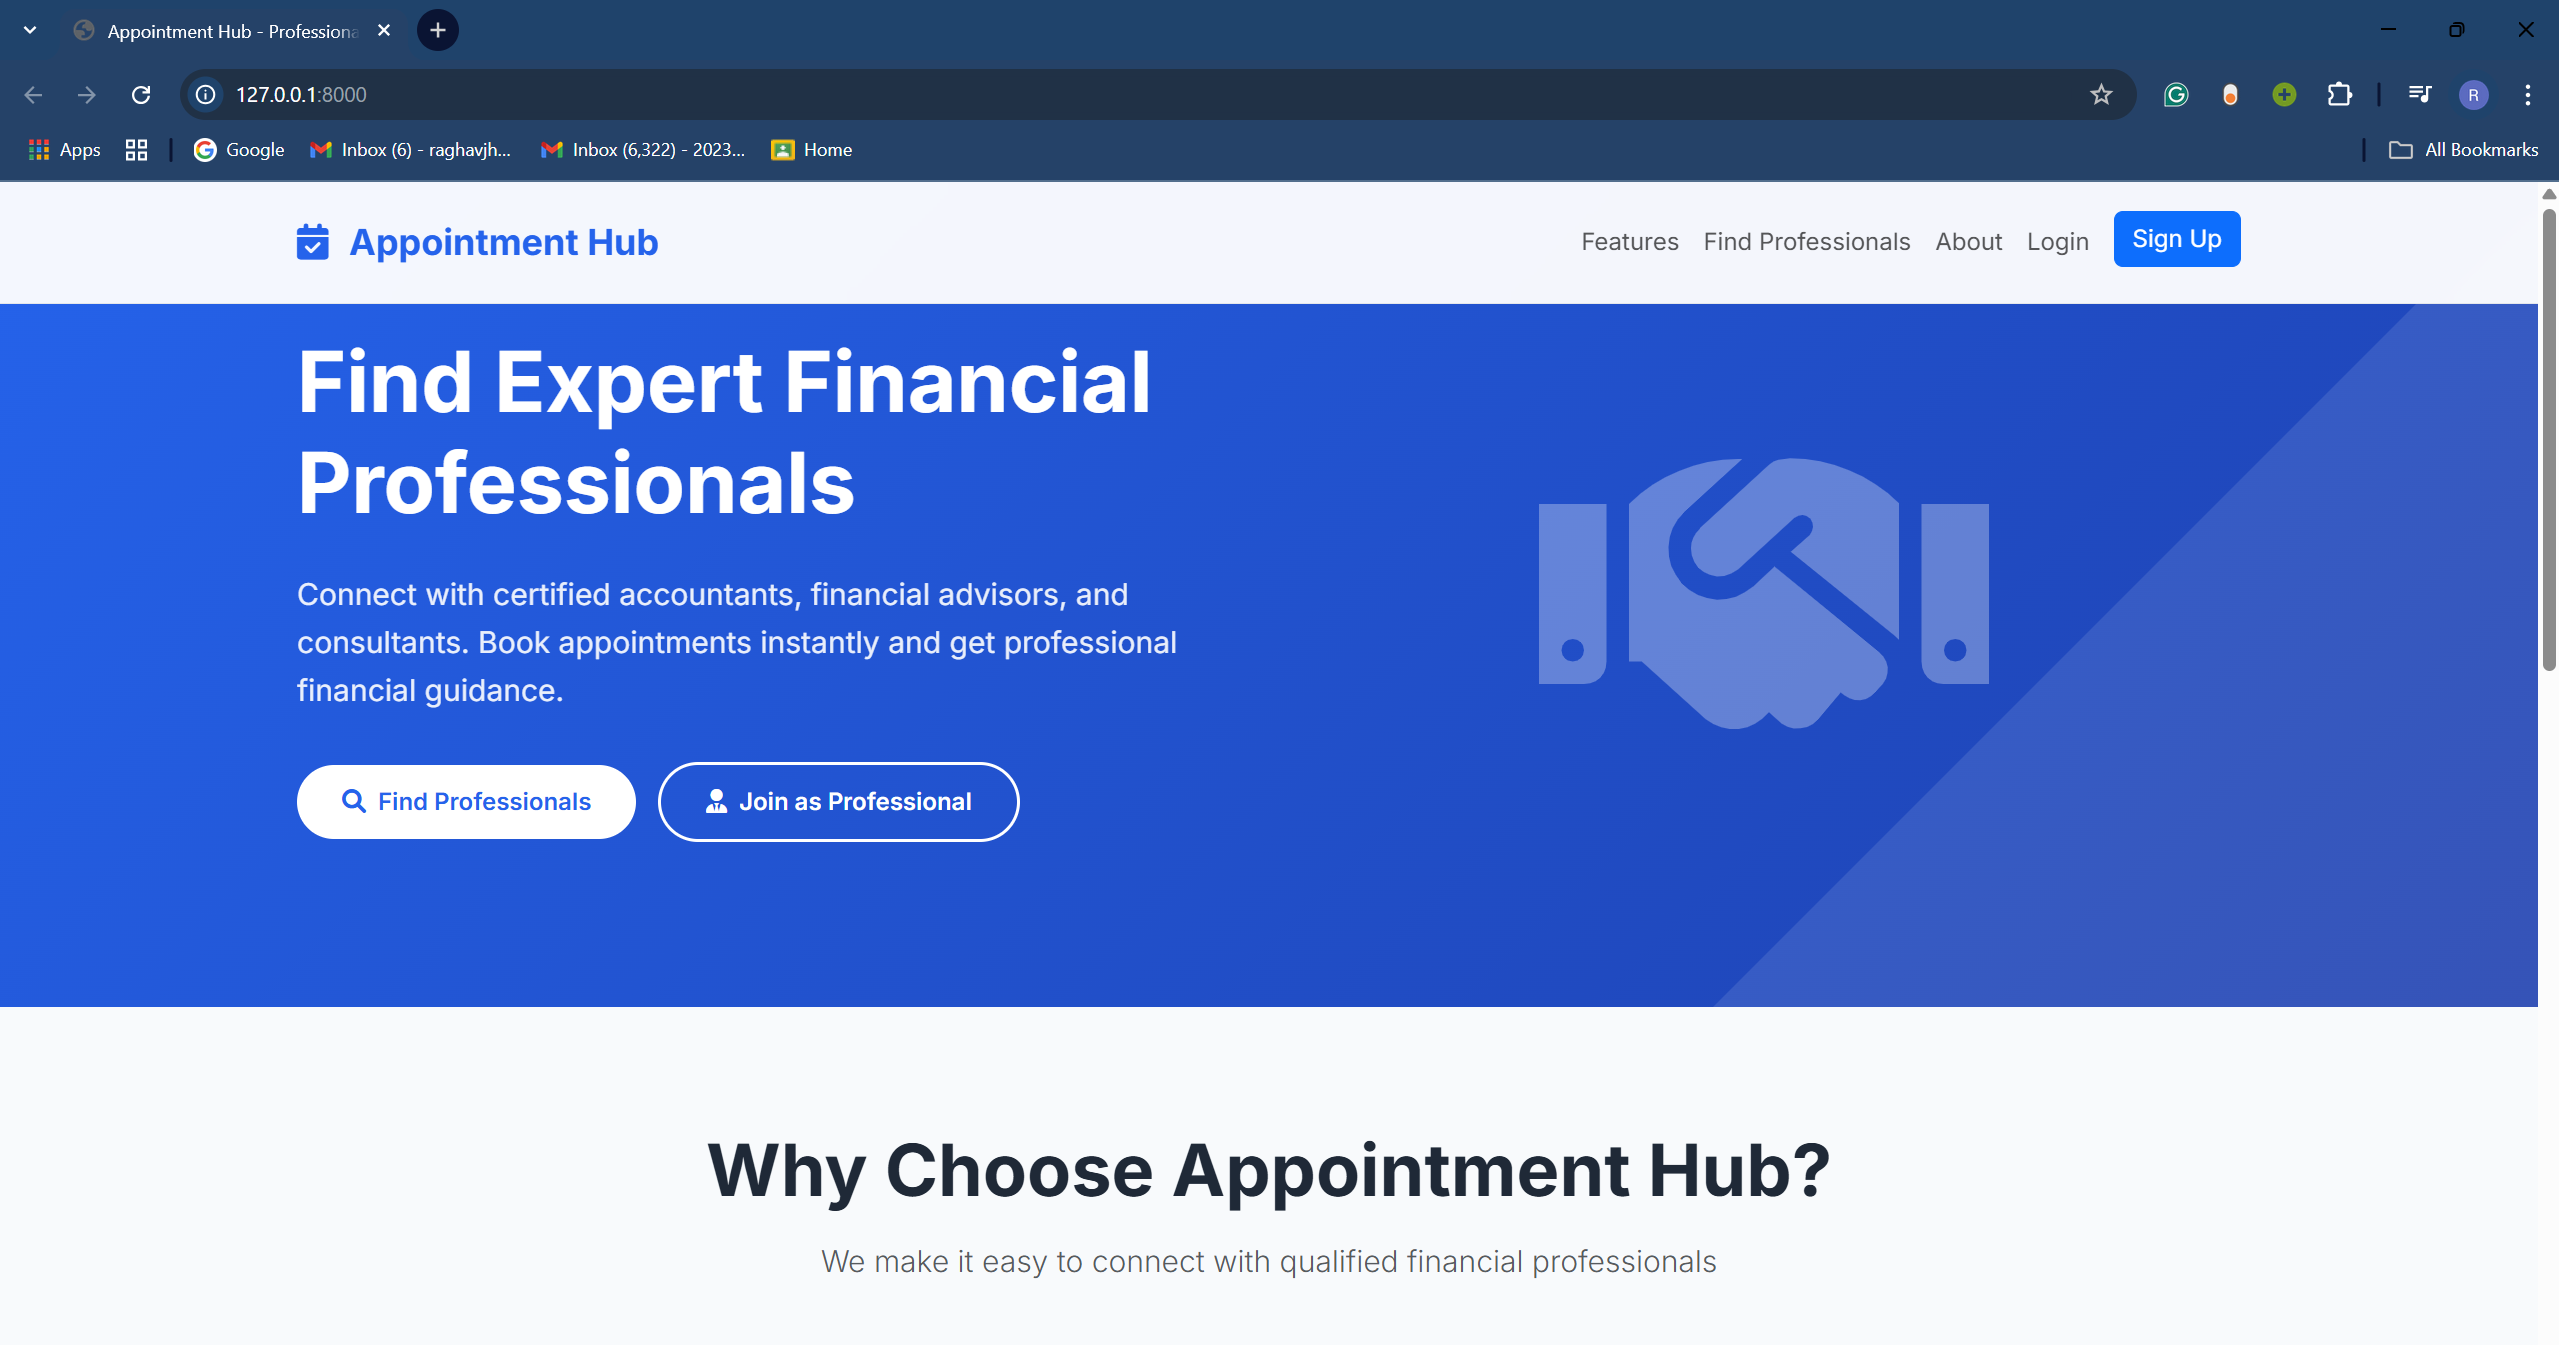 Appointment Hub - Professiona
127.0.0.1:8000
R
Apps
Google
Inbox (6) - raghavjh...
Inbox (6,322) - 2023...
Home
All Bookmarks
Appointment Hub
Features
Find Professionals
About
Login
Sign Up
Find Expert Financial
Professionals
Connect with certified accountants, financial advisors, and
consultants. Book appointments instantly and get professional
financial guidance.
Find Professionals
Join as Professional
Why Choose Appointment Hub?
We make it easy to connect with qualified financial professionals